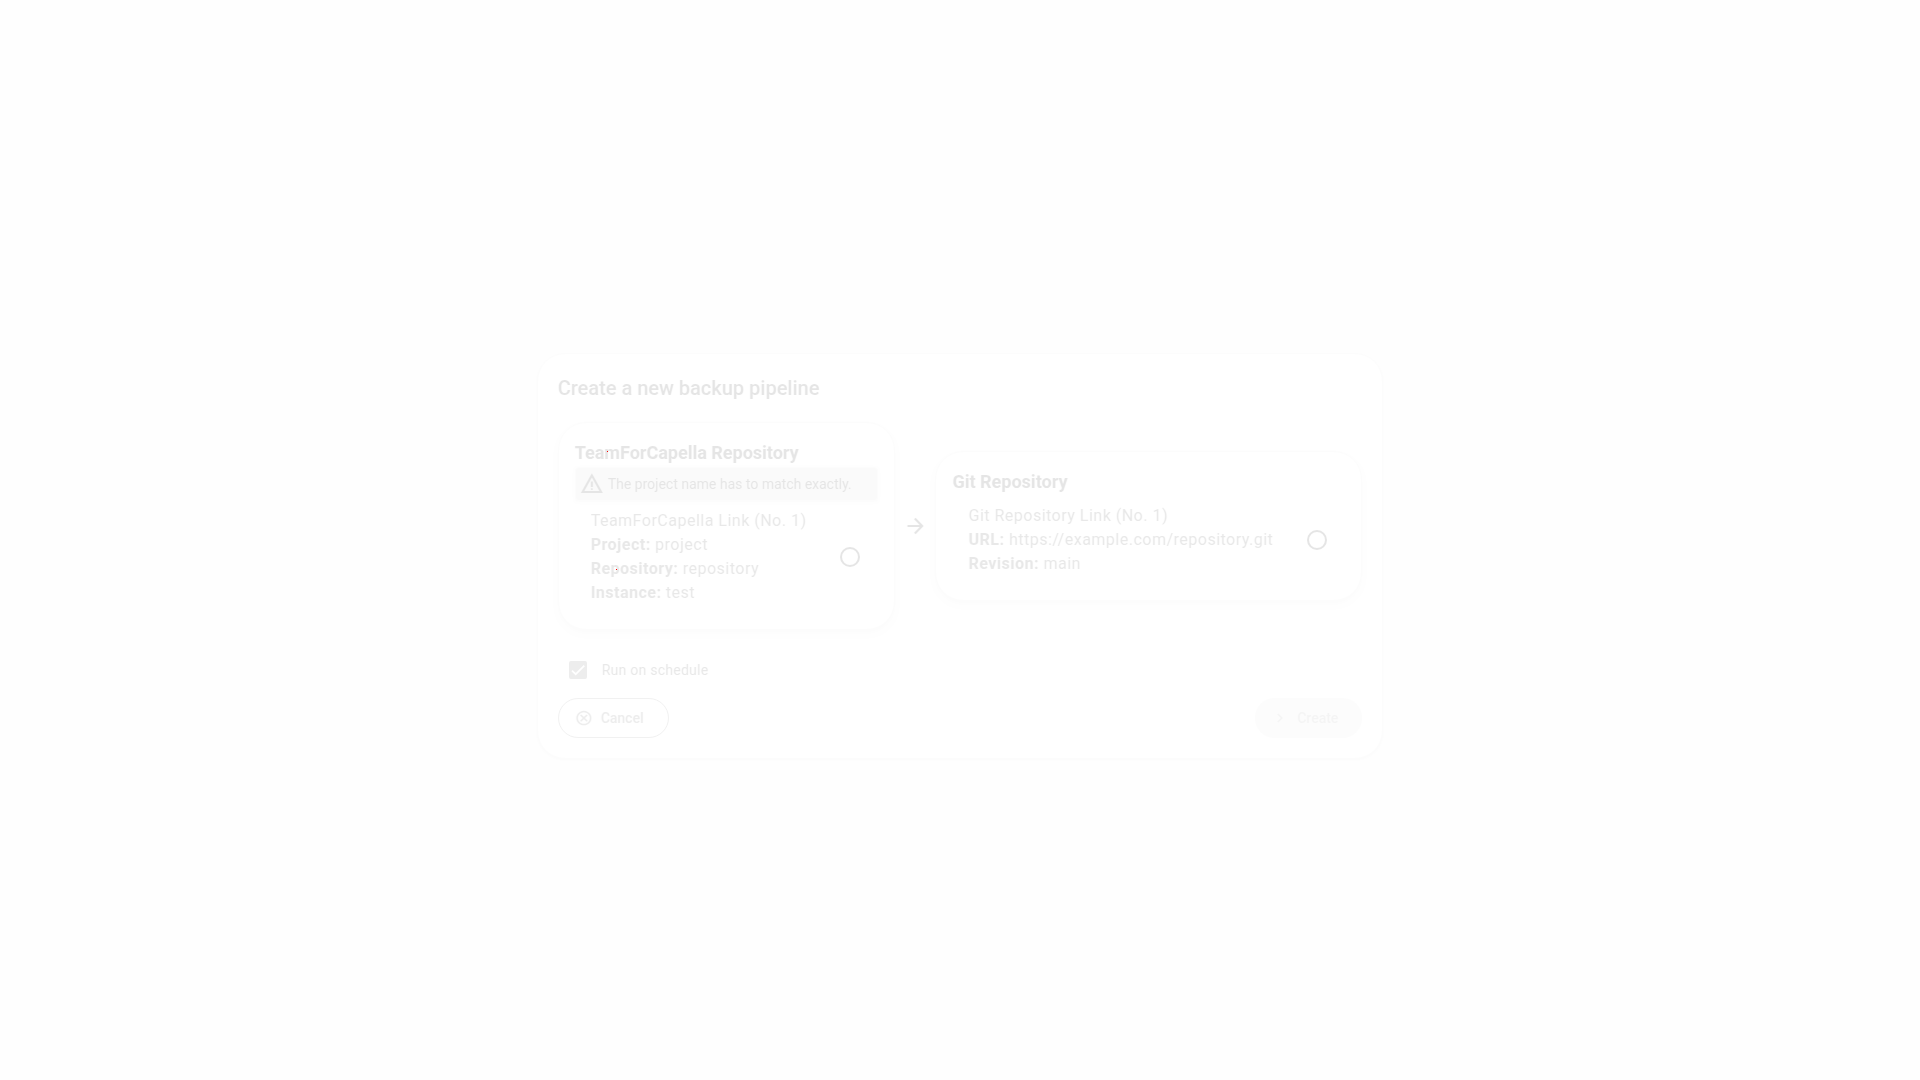 Create a new backup pipeline
TeamForCapella Repository
The project name has to match exactly.
TeamForCapella Link (No. 1)
Project: project
Repository: repository
Instance: test
Git Repository
Git Repository Link (No. 1)
URL: https://example.com/repository.git
Revision: main
Run on schedule
Cancel
Create